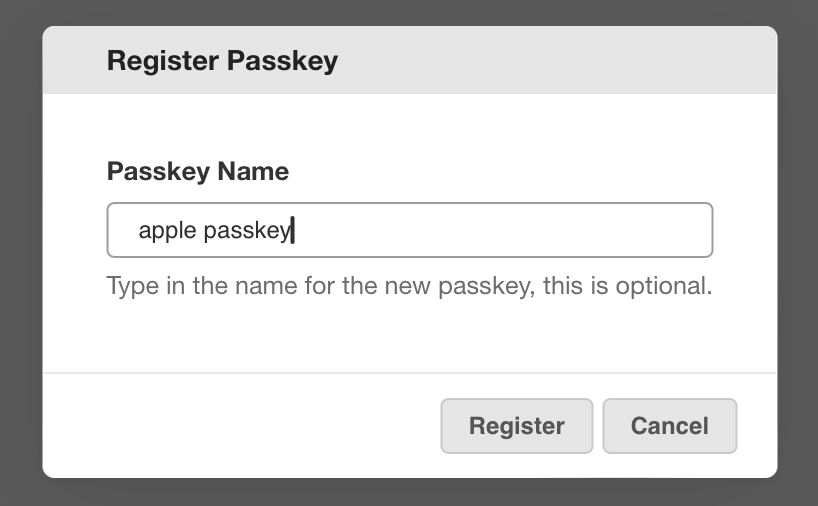 Register Passkey
Passkey Name
apple passkey
Type in the name for the new passkey, this is optional.
Register Cancel